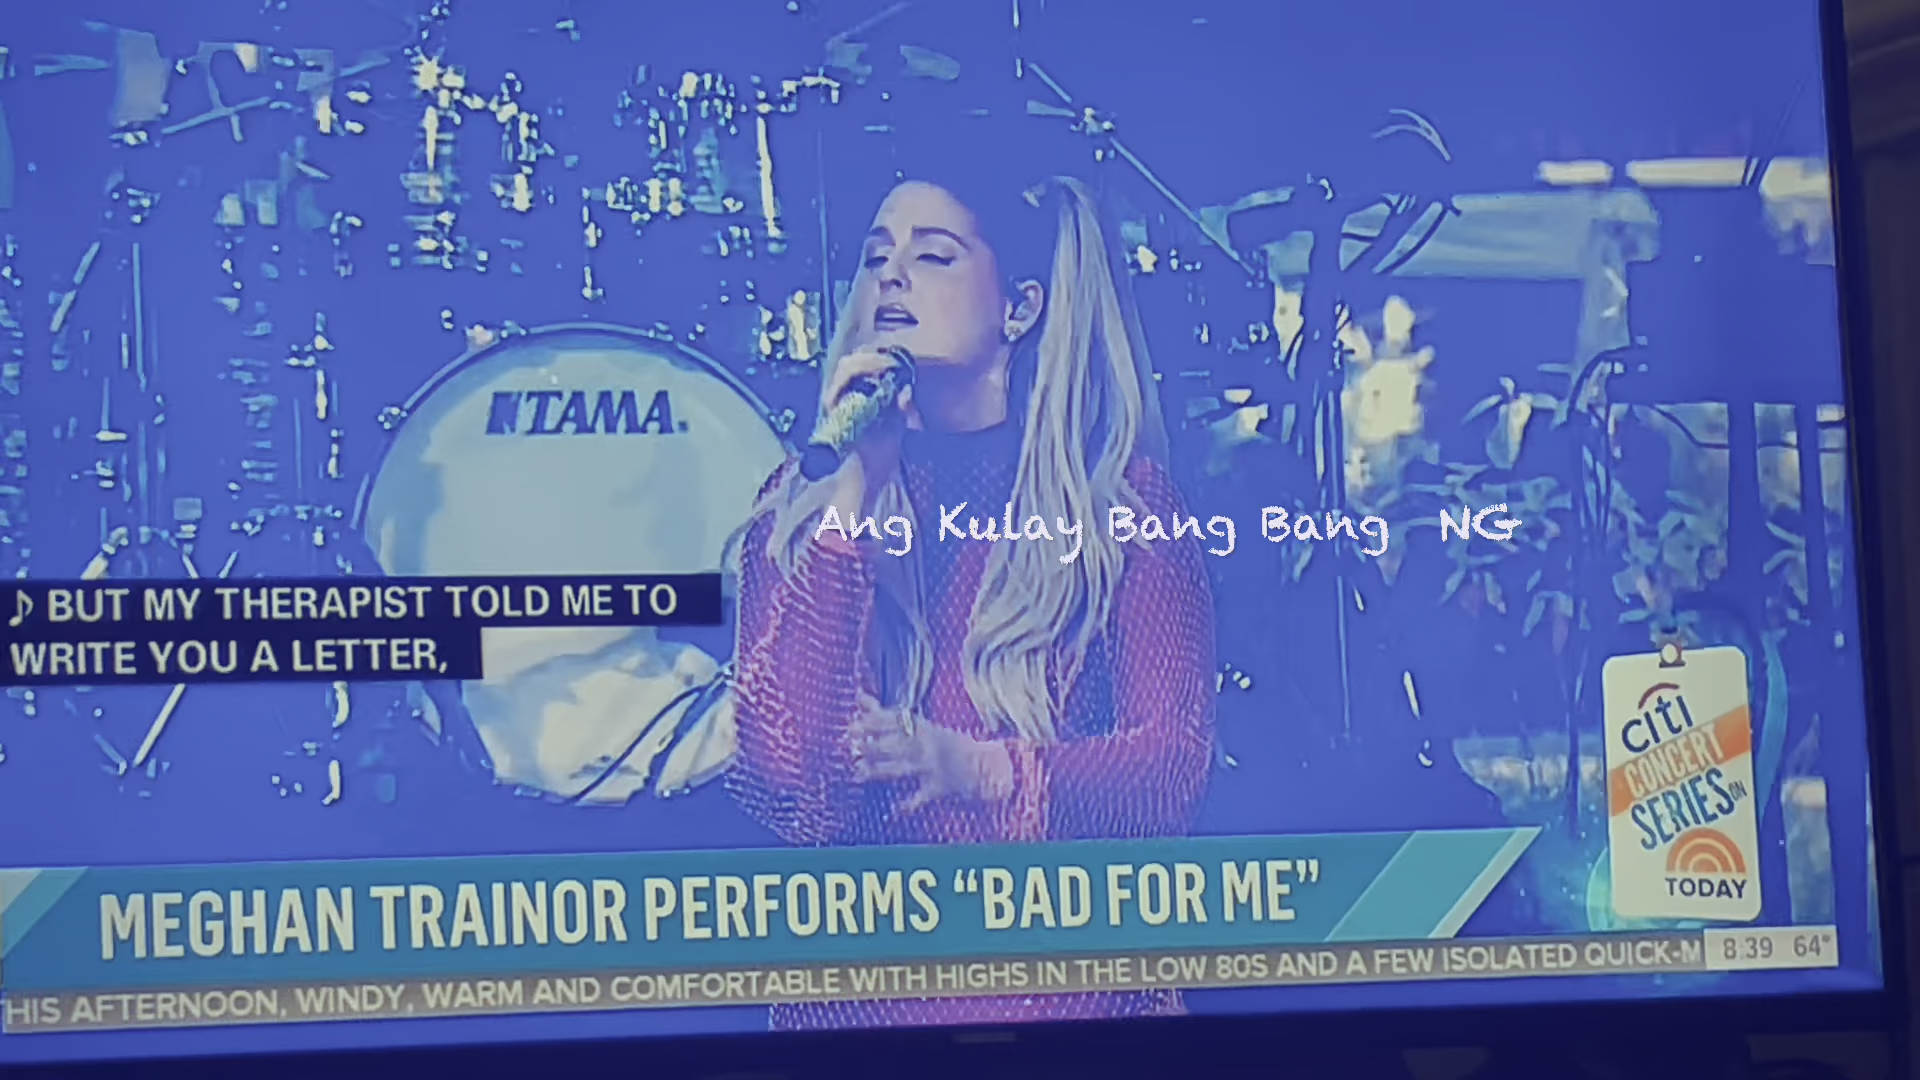 TAMA.
Ang Kulay Bang Bang NG
♪ BUT MY THERAPIST TOLD ME TO
WRITE YOU A LETTER,
citi
CONCERT
SERIES ON
TODAY
MEGHAN TRAINOR PERFORMS “BAD FOR ME”
HIS AFTERNOON, WINDY, WARM AND COMFORTABLE WITH HIGHS IN THE LOW 80S AND A FEW ISOLATED QUICK-M
8:39 64°